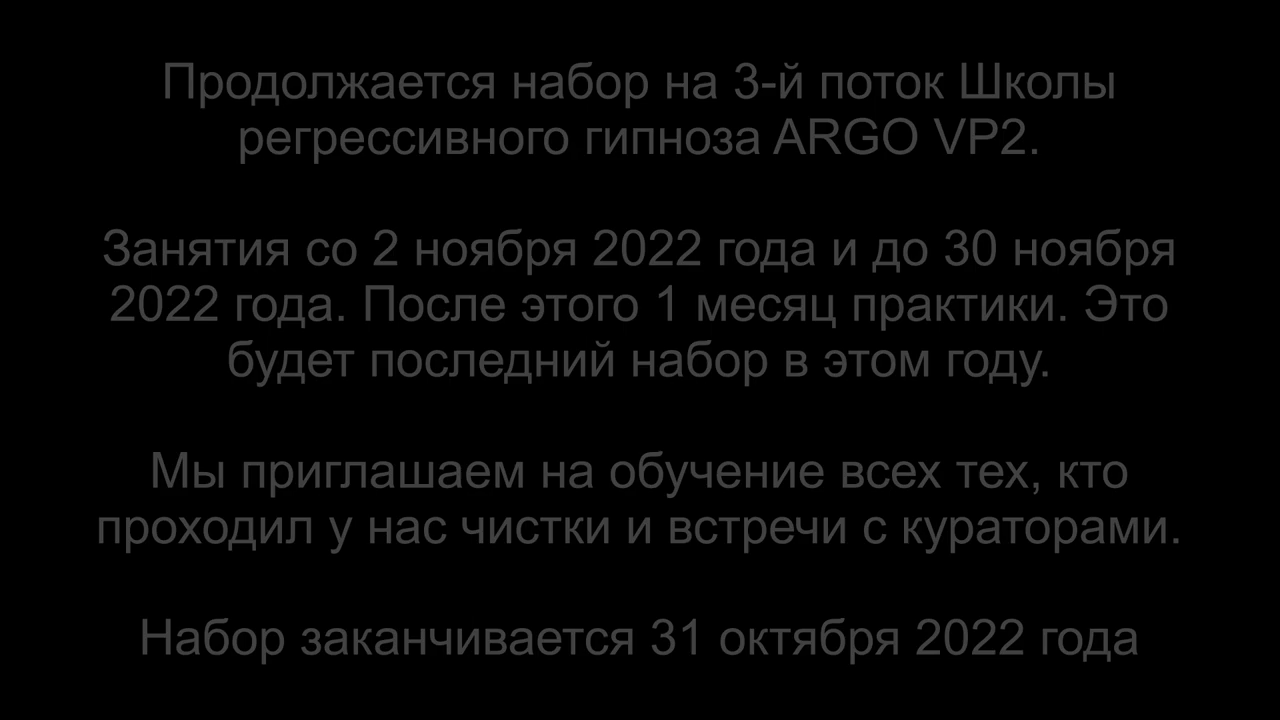 Продолжается набор на 3-й поток Школы
регрессивного гипноза ARGO VP2.
Занятия со 2 ноября 2022 года и до 30 ноября
2022 года. После этого 1 месяц практики. Это
будет последний набор в этом году.
Мы приглашаем на обучение всех тех, кто
проходил у нас чистки и встречи с кураторами.
Набор заканчивается 31 октября 2022 года